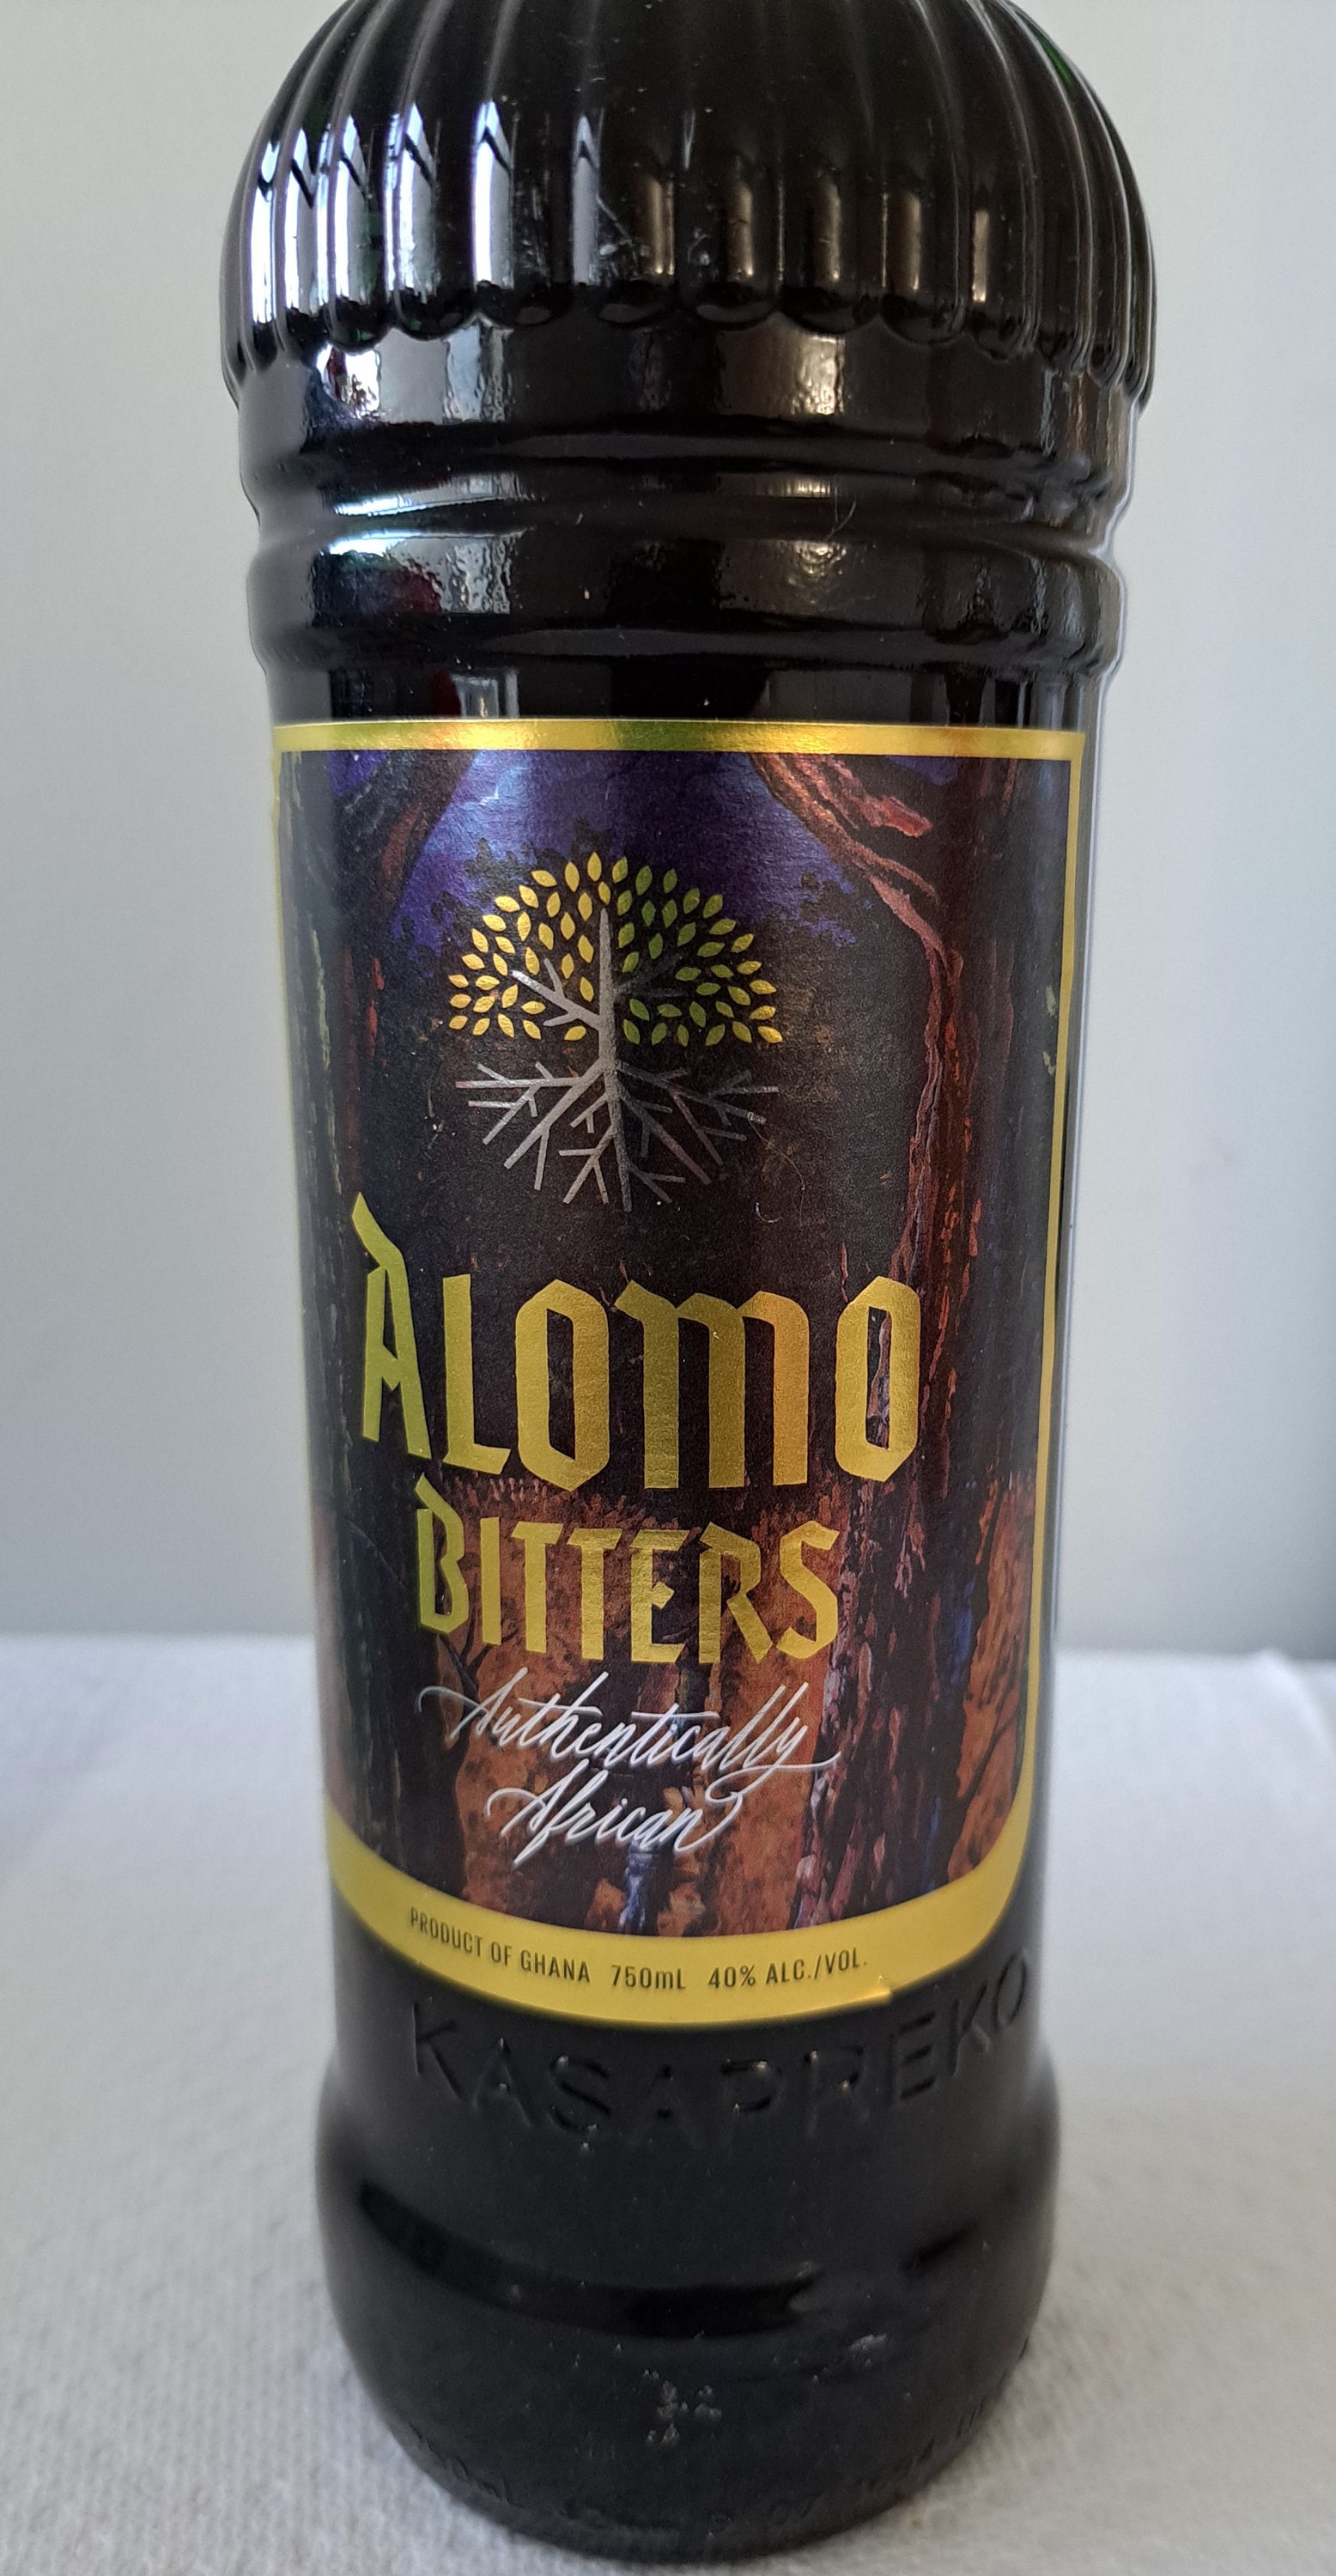 ALOMO
BITTERS
Authentically
African
PRODUCT OF GHANA 750mL 40% ALC./VOL.
KASAPREKO